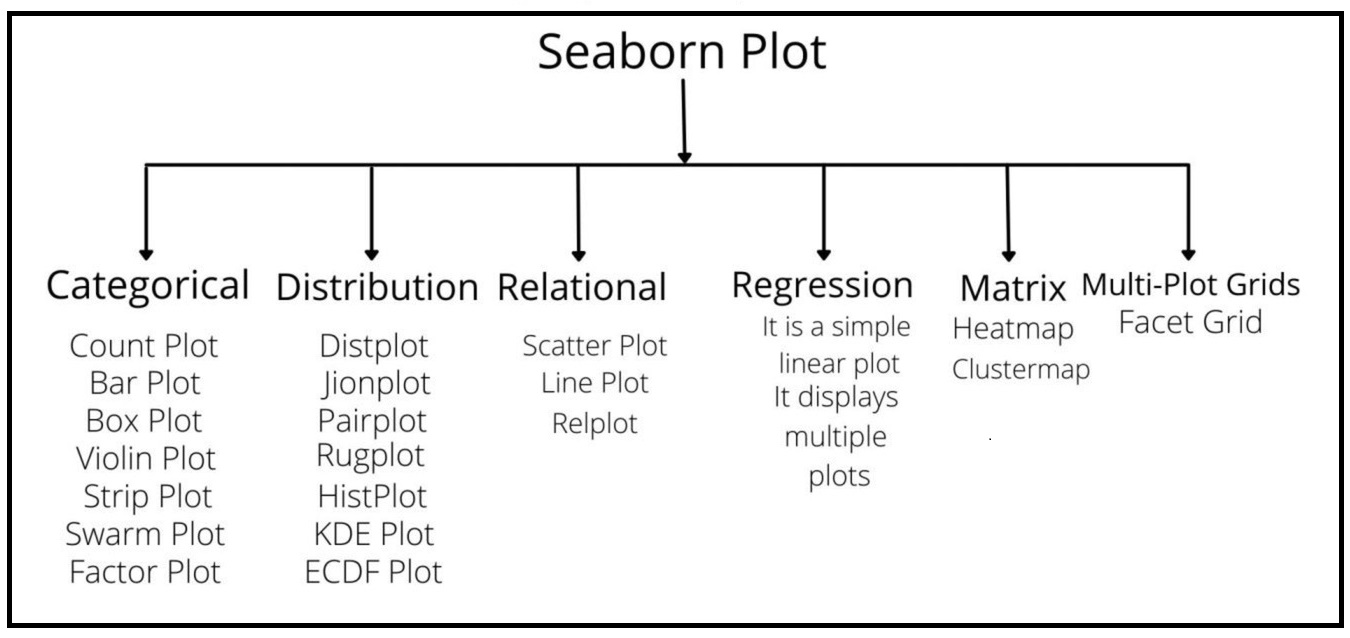 Seaborn Plot
Categorical
Count Plot
Bar Plot
Box Plot
Violin Plot
Strip Plot
Swarm Plot
Factor Plot
Distribution
Distplot
Jionplot
Pairplot
Rugplot
HistPlot
KDE Plot
ECDF Plot
Relational
Scatter Plot
Line Plot
Relplot
Regression
It is a simple
linear plot
It displays
multiple
plots
Matrix
Heatmap
Clustermap
Multi-Plot Grids
Facet Grid